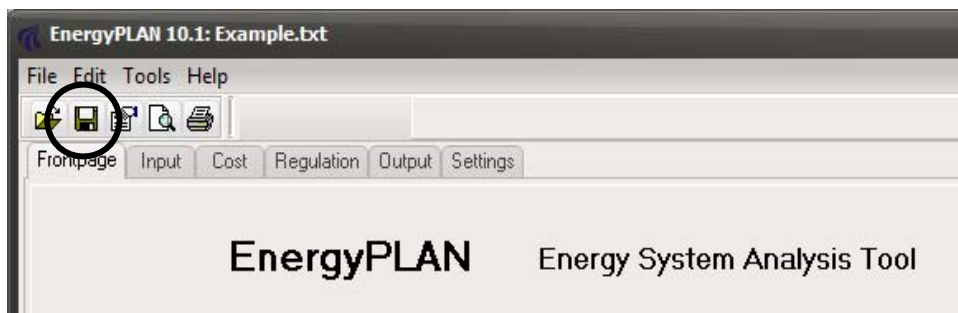 EnergyPLAN 10.1: Example.txt
File Edit Tools Help
Frontpage Input Cost Regulation Output Settings
EnergyPLAN Energy System Analysis Tool